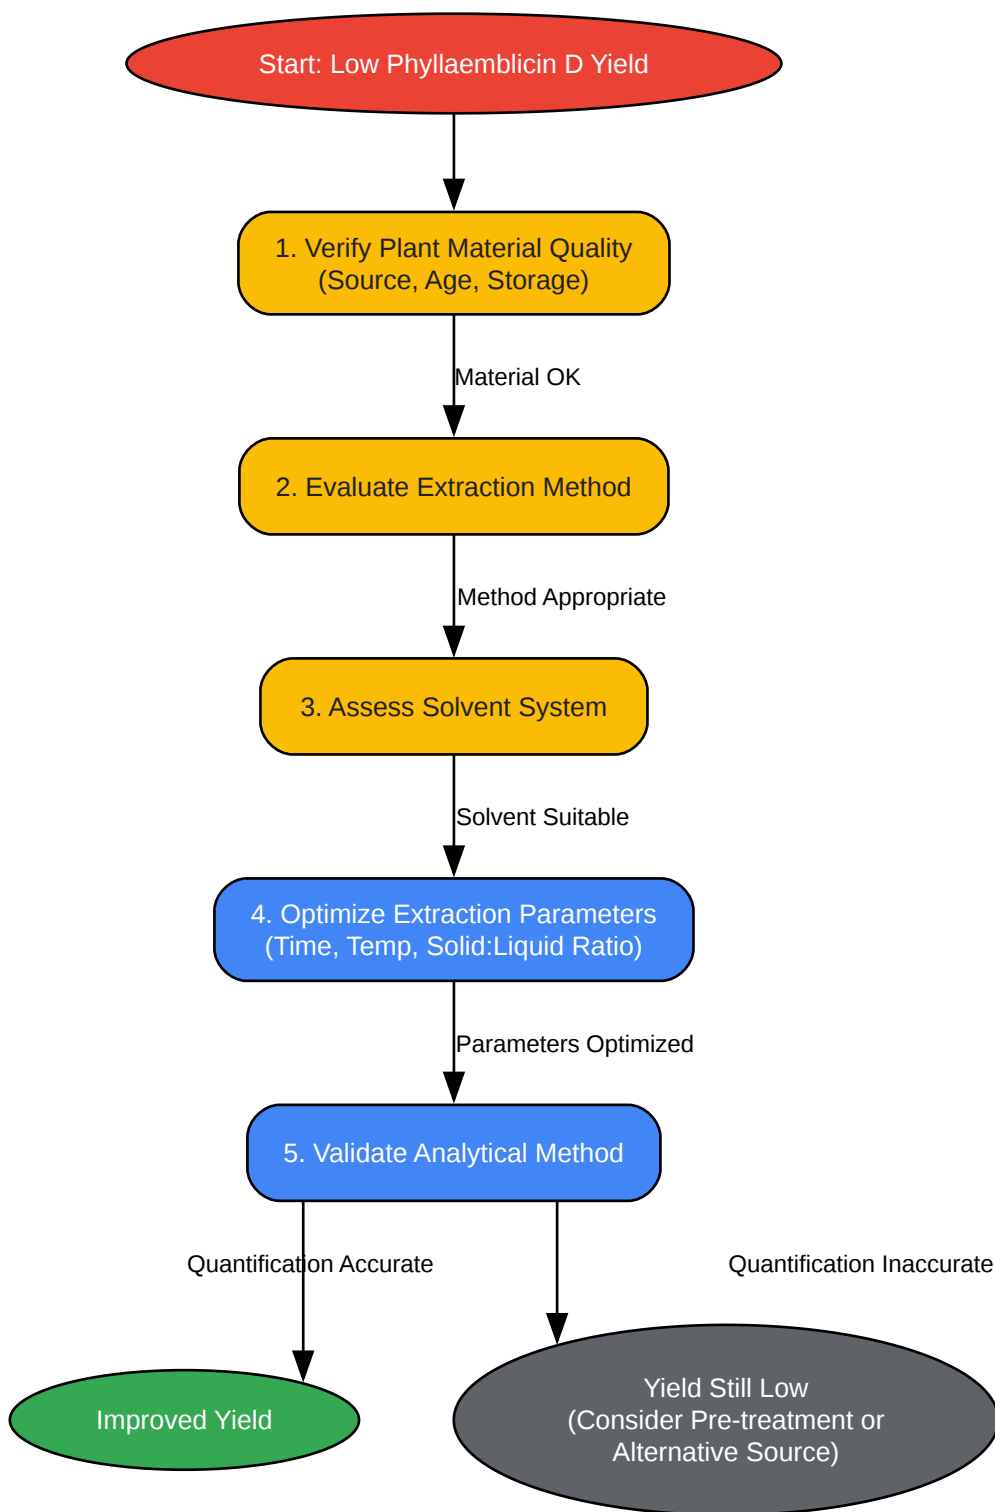 Start: Low Phyllaemblicin D Yield
1. Verify Plant Material Quality
(Source, Age, Storage)
Material OK
2. Evaluate Extraction Method
Method Appropriate
3. Assess Solvent System
Solvent Suitable
4. Optimize Extraction Parameters
(Time, Temp, Solid:Liquid Ratio)
Parameters Optimized
5. Validate Analytical Method
Quantification Accurate
Quantification Inaccurate
Improved Yield
Yield Still Low
(Consider Pre-treatment or
Alternative Source)